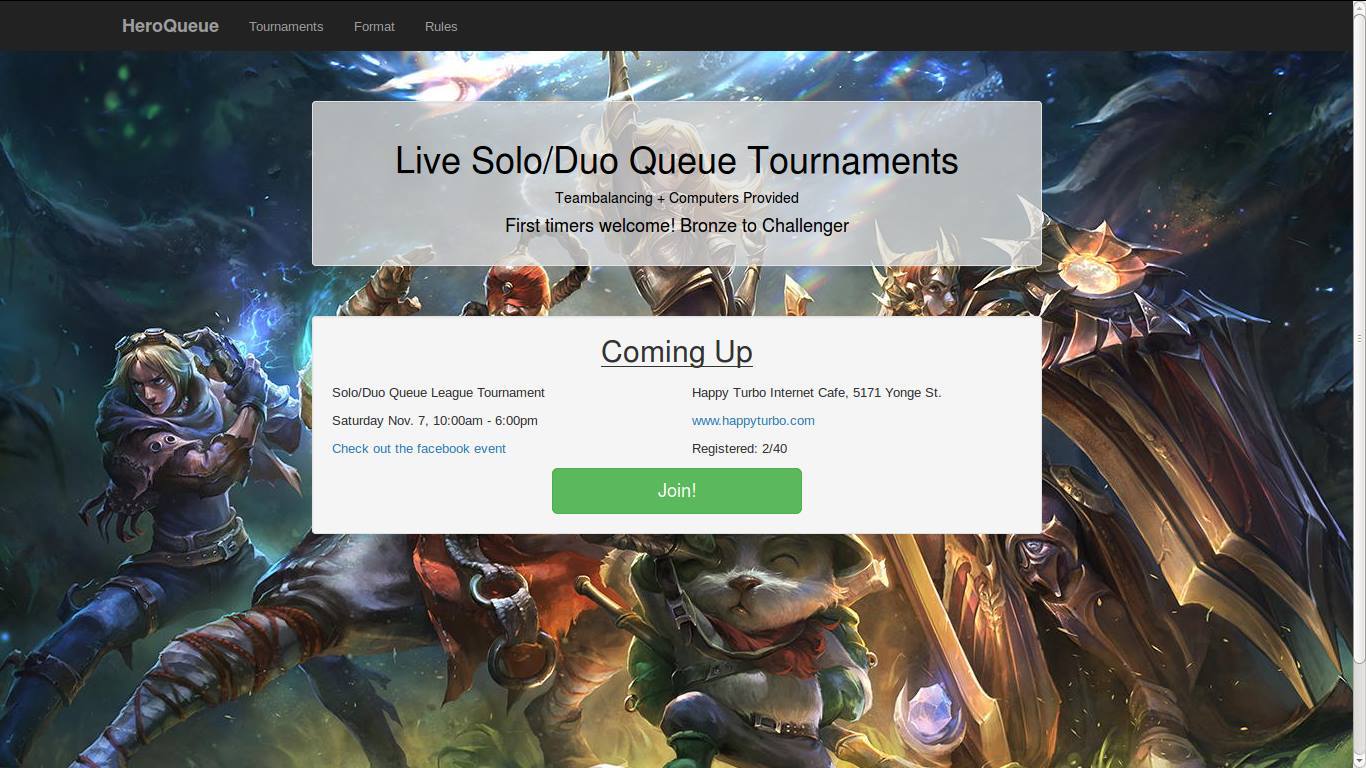 HeroQueue Tournaments Format Rules
Live Solo/Duo Queue Tournaments
Teambalancing + Computers Provided
First timers welcome! Bronze to Challenger
Coming Up
Solo/Duo Queue League Tournament
Happy Turbo Internet Cafe, 5171 Yonge St.
Saturday Nov. 7, 10:00am - 6:00pm
www.happyturbo.com
Check out the facebook event
Registered: 2/40
Join!